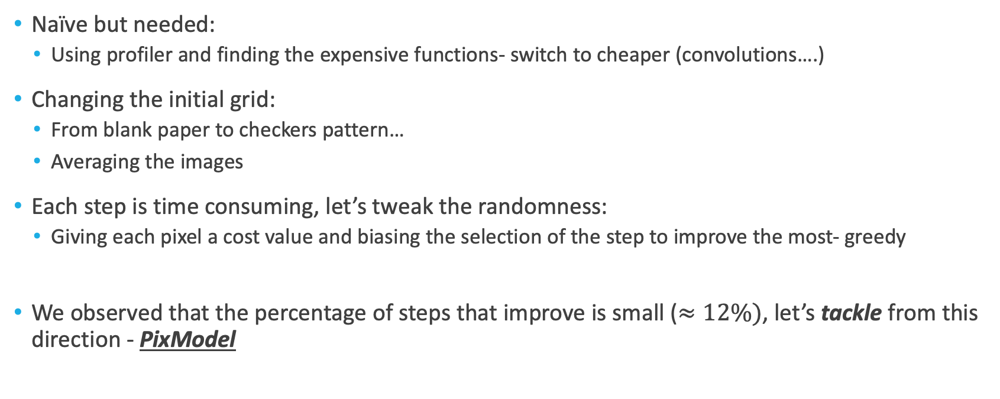 • Naïve but needed:
• Using profiler and finding the expensive functions- switch to cheaper (convolutions....)
• Changing the initial grid:
• From blank paper to checkers pattern...
• Averaging the images
• Each step is time consuming, let’s tweak the randomness:
• Giving each pixel a cost value and biasing the selection of the step to improve the most- greedy
• We observed that the percentage of steps that improve is small (≈ 12%), let’s tackle from this
direction - PixModel